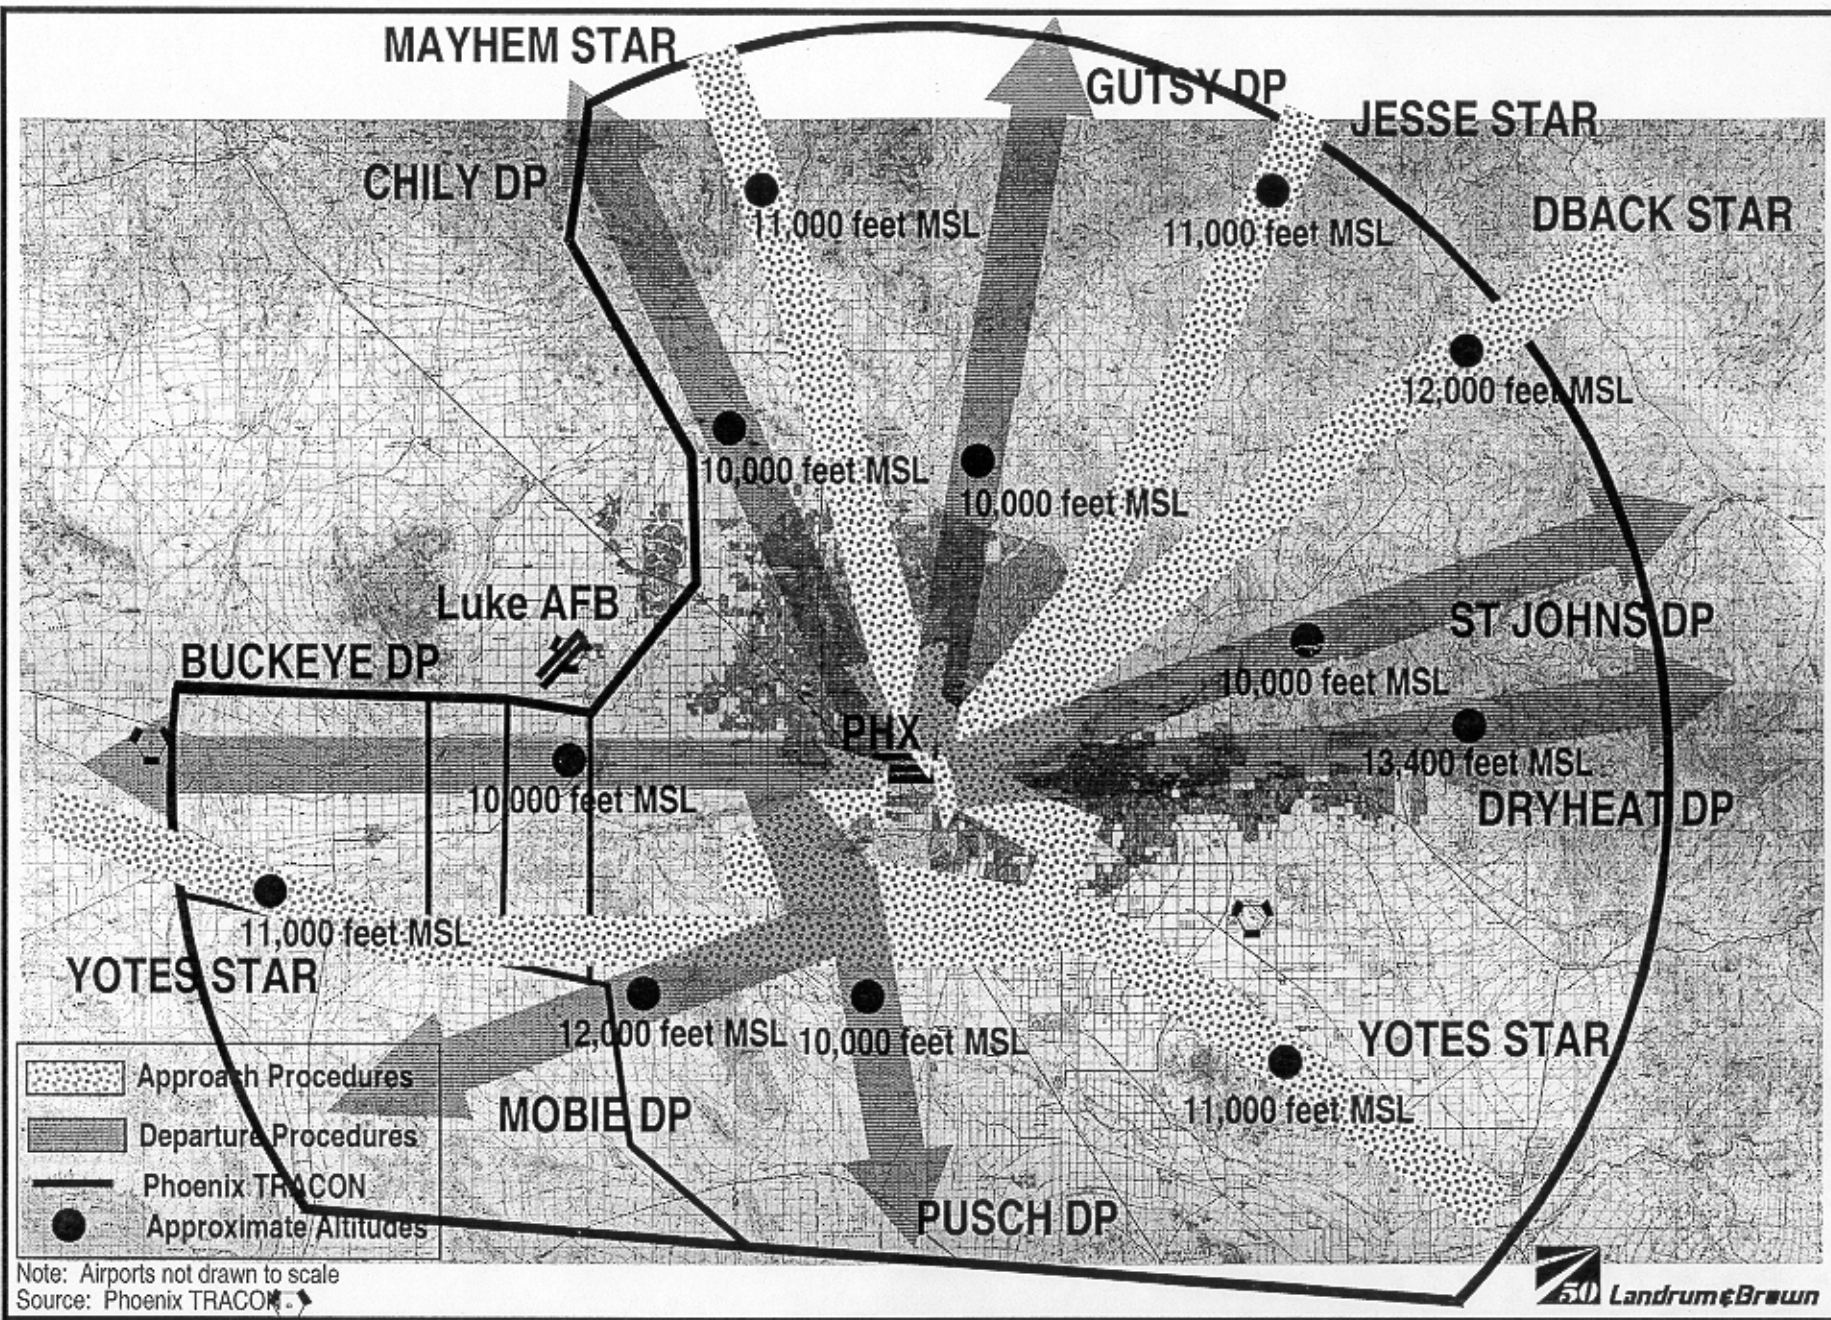 MAYHEM STAR
GUTSY DP
JESSE STAR
CHILY DP
DBACK STAR
11,000 feet MSL
11,000 feet MSL
12,000 feet MSL
10,000 feet MSL
10,000 feet MSL
Luke AFB
ST JOHNS DP
BUCKEYE DP
10,000 feet MSL
PHX
13,400 feet MSL
10,000 feet MSL
DRYHEAT DP
11,000 feet MSL
YOTES STAR
12,000 feet MSL
10,000 feet MSL
YOTES STAR
11,000 feet MSL
MOBIE DP
PUSCH DP
Approach Procedures
Departure Procedures
Phoenix TRACON
Approximate Altitudes
Note: Airports not drawn to scale
Source: Phoenix TRACON
50 Landrum & Brown